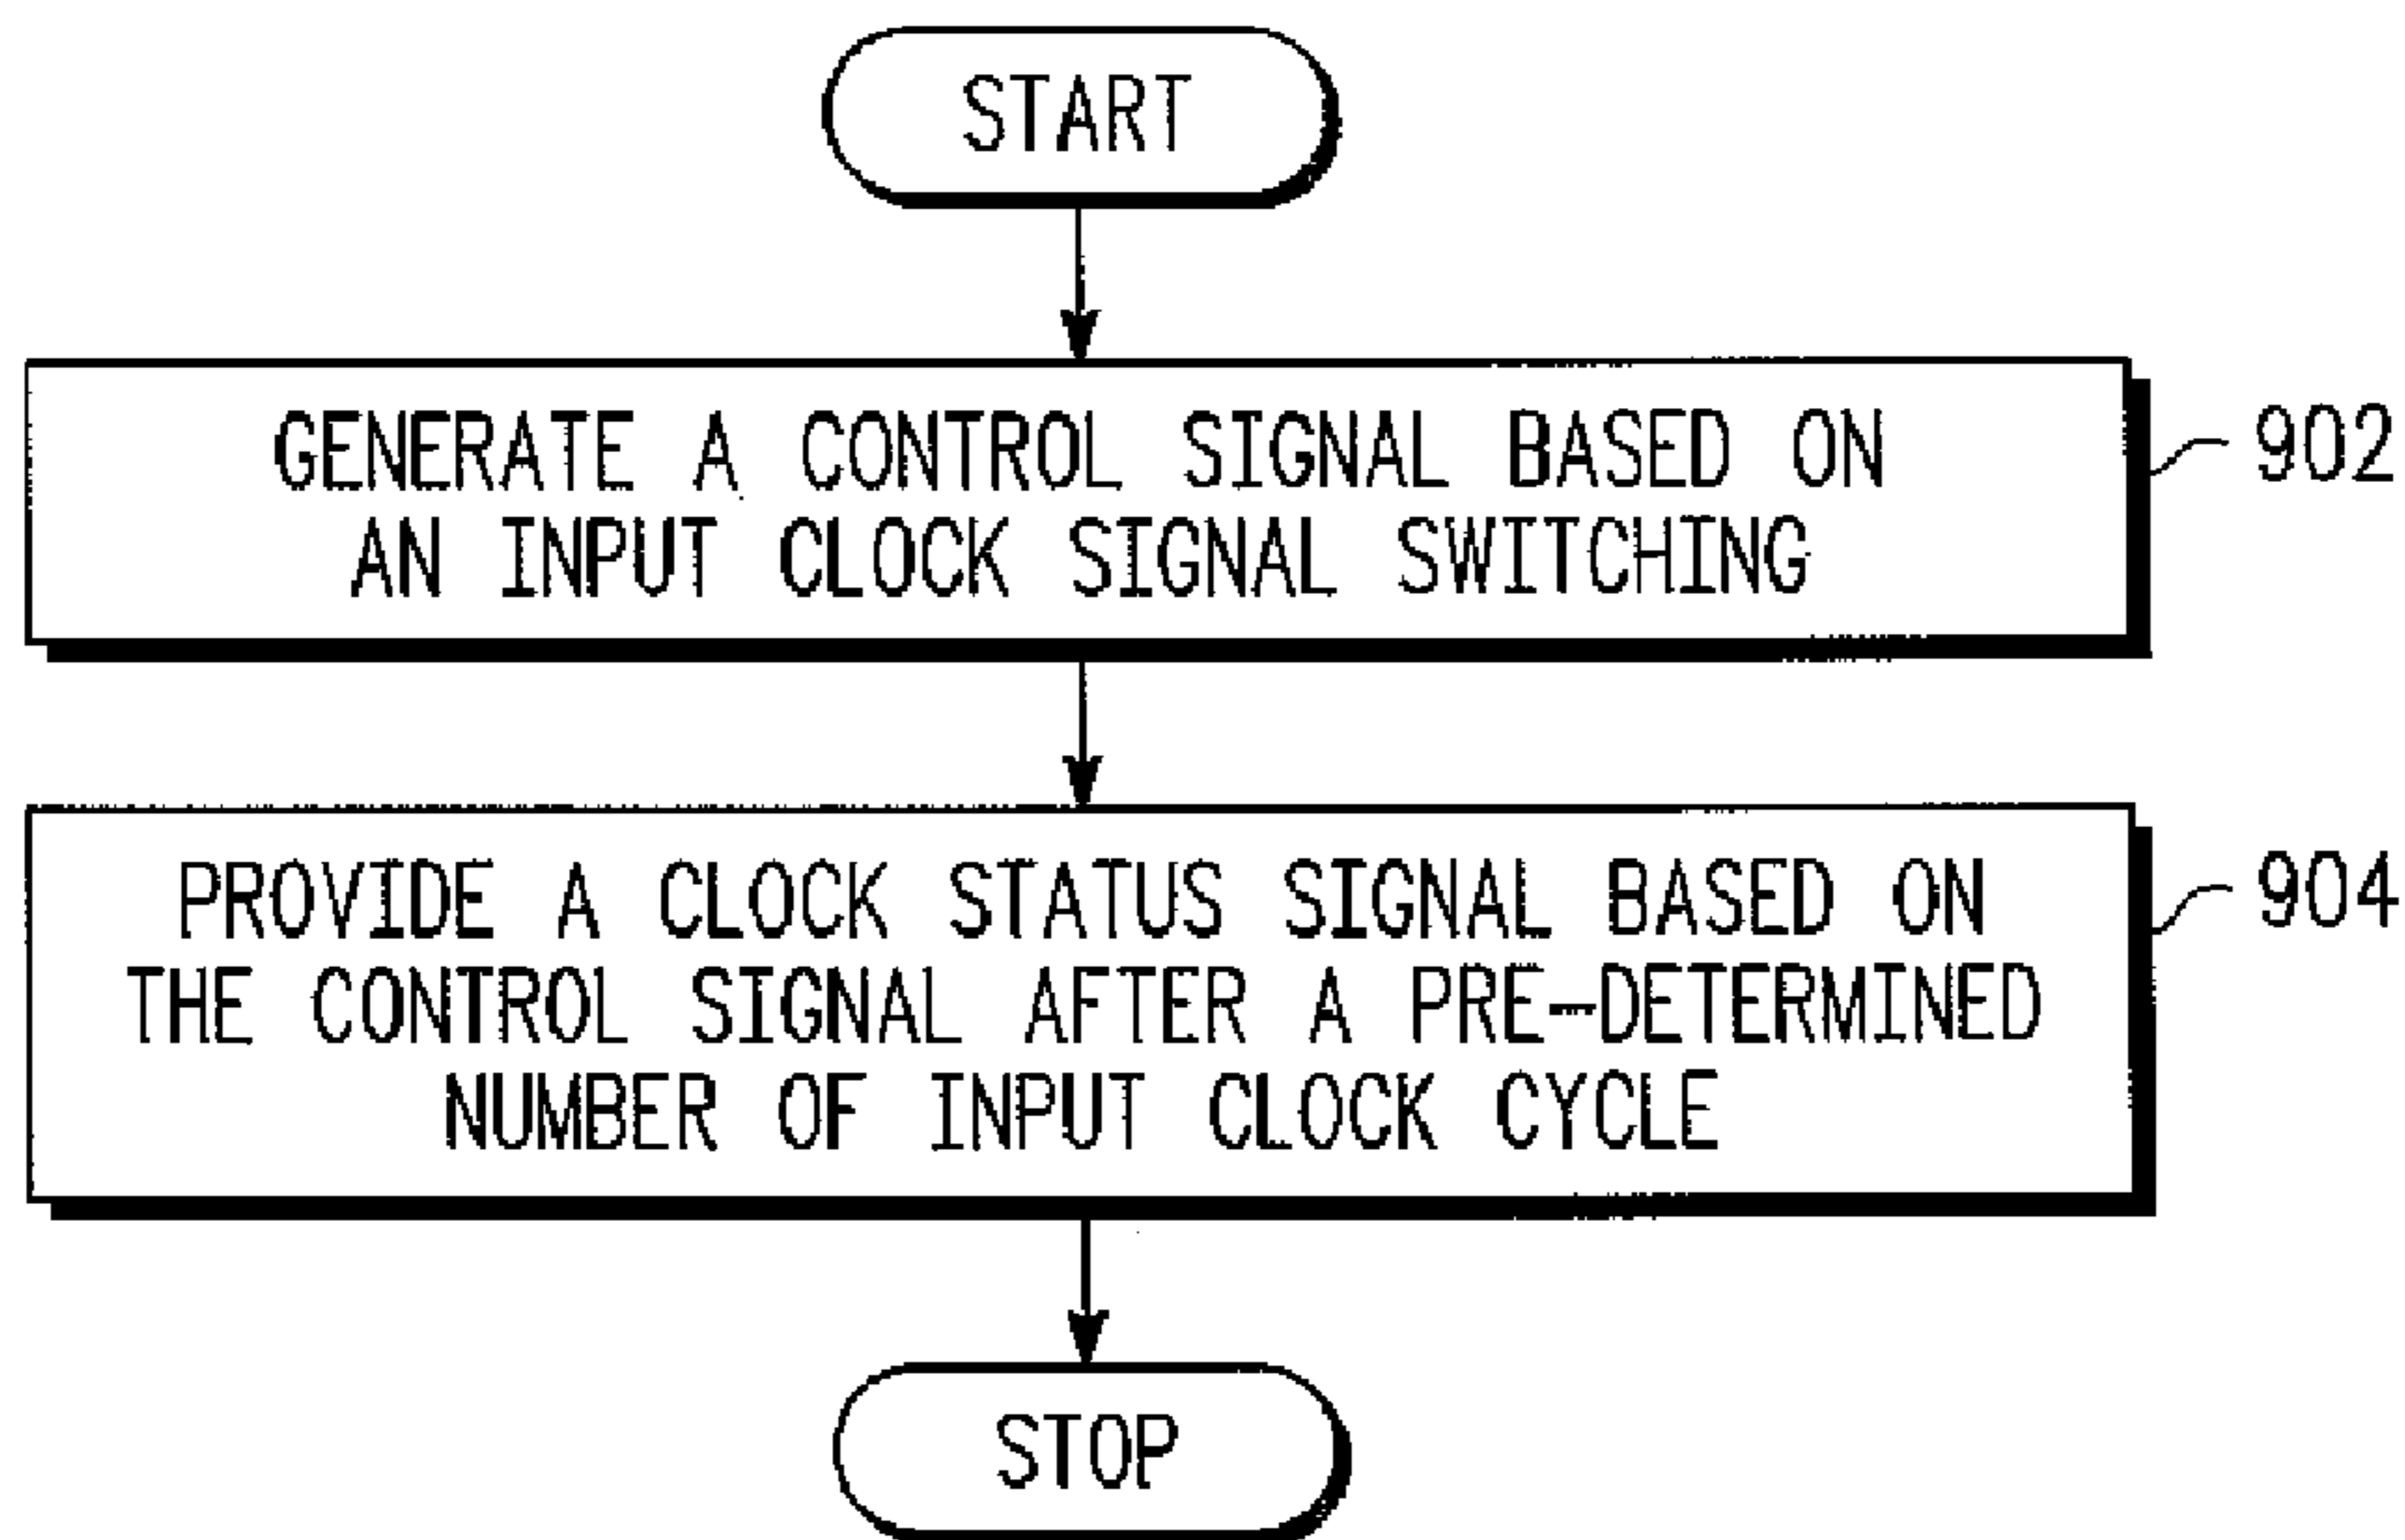 START
GENERATE A CONTROL SIGNAL BASED ON
AN INPUT CLOCK SIGNAL SWITCHING
902
PROVIDE A CLOCK STATUS SIGNAL BASED ON
THE CONTROL SIGNAL AFTER A PRE-DETERMINED
NUMBER OF INPUT CLOCK CYCLE
904
STOP